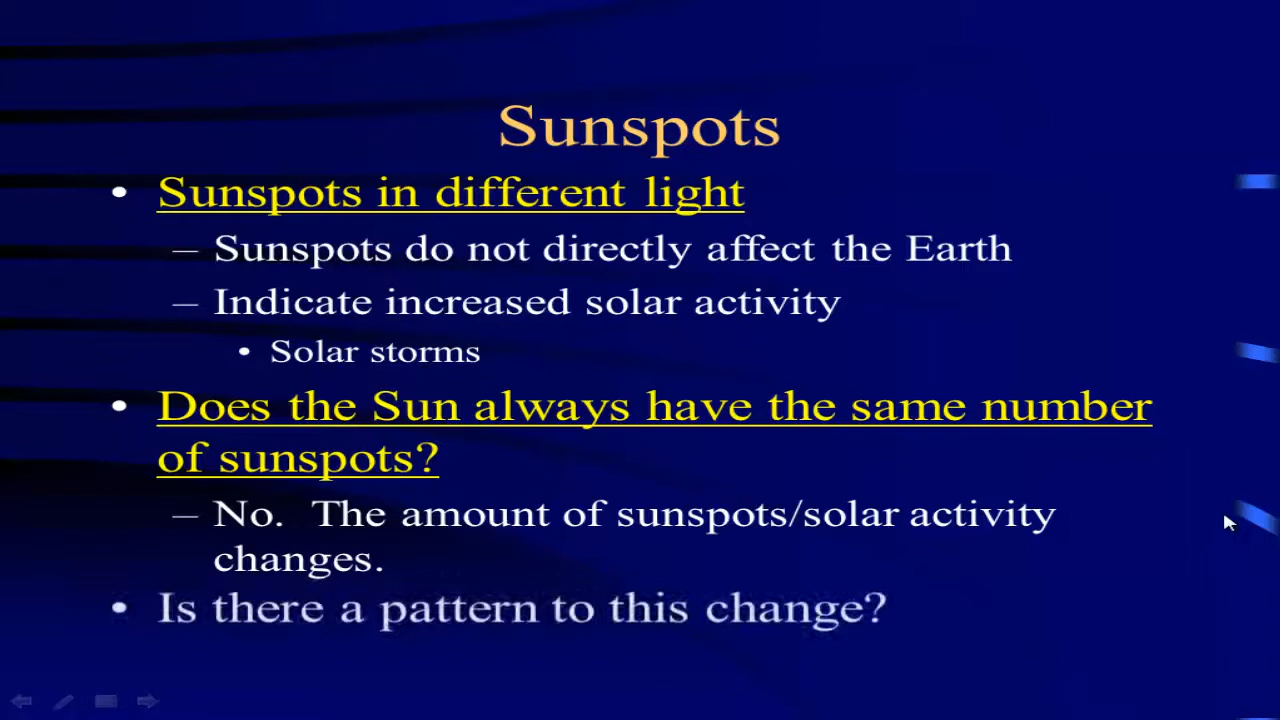 Sunspots
• Sunspots in different light
– Sunspots do not directly affect the Earth
– Indicate increased solar activity
• Solar storms
• Does the Sun always have the same number
of sunspots?
– No.  The amount of sunspots/solar activity
changes.
• Is there a pattern to this change?